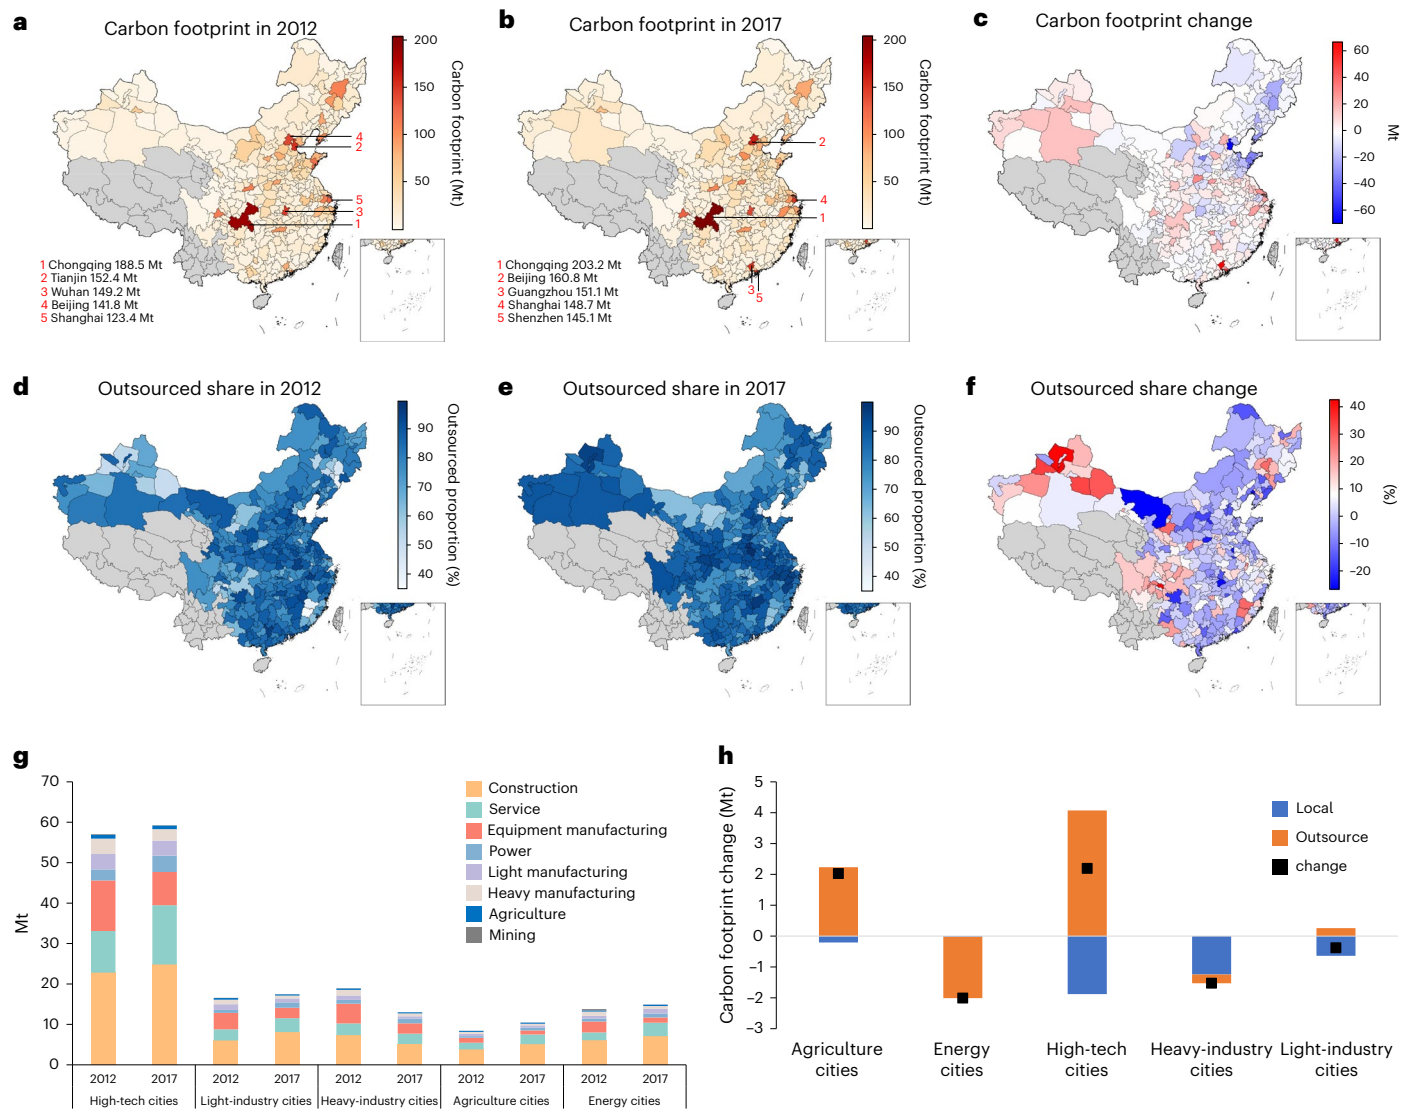 a
Carbon footprint in 2012
200
150
100
50
Carbon footprint (Mt)
4
2
5
3
1
1 Chongqing 188.5 Mt
2 Tianjin 152.4 Mt
3 Wuhan 149.2 Mt
4 Beijing 141.8 Mt
5 Shanghai 123.4 Mt
b
Carbon footprint in 2017
200
150
100
50
Carbon footprint (Mt)
2
4
1
3
5
1 Chongqing 203.2 Mt
2 Beijing 160.8 Mt
3 Guangzhou 151.1 Mt
4 Shanghai 148.7 Mt
5 Shenzhen 145.1 Mt
c
Carbon footprint change
60
40
20
0
−20
−40
−60
Mt
d
Outsourced share in 2012
90
80
70
60
50
40
Outsourced proportion (%)
e
Outsourced share in 2017
90
80
70
60
50
40
Outsourced proportion (%)
f
Outsourced share change
40
30
20
10
0
−10
−20
(%)
g
70
60
50
40
30
20
10
0
Mt
Construction
Service
Equipment manufacturing
Power
Light manufacturing
Heavy manufacturing
Agriculture
Mining
2012 2017 2012 2017 2012 2017 2012 2017 2012 2017
High-tech cities Light-industry cities Heavy-industry cities Agriculture cities Energy cities
h
Carbon footprint change (Mt)
5
4
3
2
1
0
−1
−2
−3
Local
Outsource
change
Agriculture cities
Energy cities
High-tech cities
Heavy-industry cities
Light-industry cities